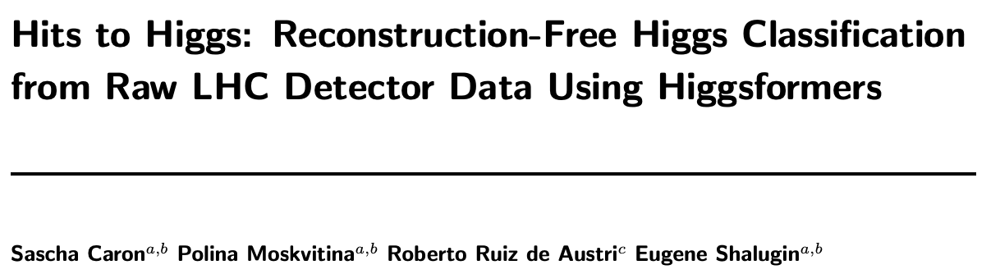 Hits to Higgs: Reconstruction-Free Higgs Classification
from Raw LHC Detector Data Using Higgsformers
Sascha Caron^{a,b} Polina Moskvitina^{a,b} Roberto Ruiz de Austri^{c} Eugene Shalugin^{a,b}